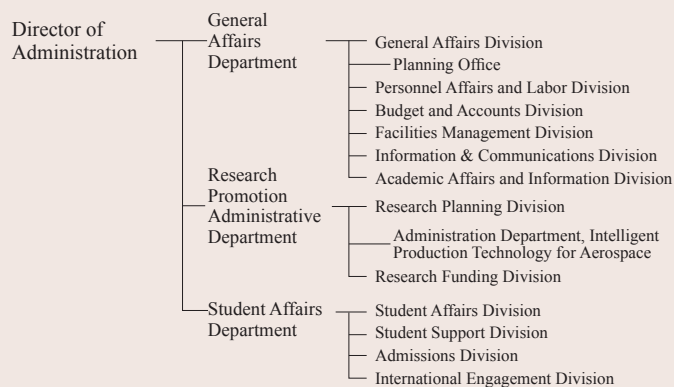 Director of
Administration
General
Affairs
Department
General Affairs Division
Planning Office
Personnel Affairs and Labor Division
Budget and Accounts Division
Facilities Management Division
Information & Communications Division
Academic Affairs and Information Division
Research
Promotion
Administrative
Department
Research Planning Division
Administration Department, Intelligent
Production Technology for Aerospace
Research Funding Division
Student Affairs
Department
Student Affairs Division
Student Support Division
Admissions Division
International Engagement Division